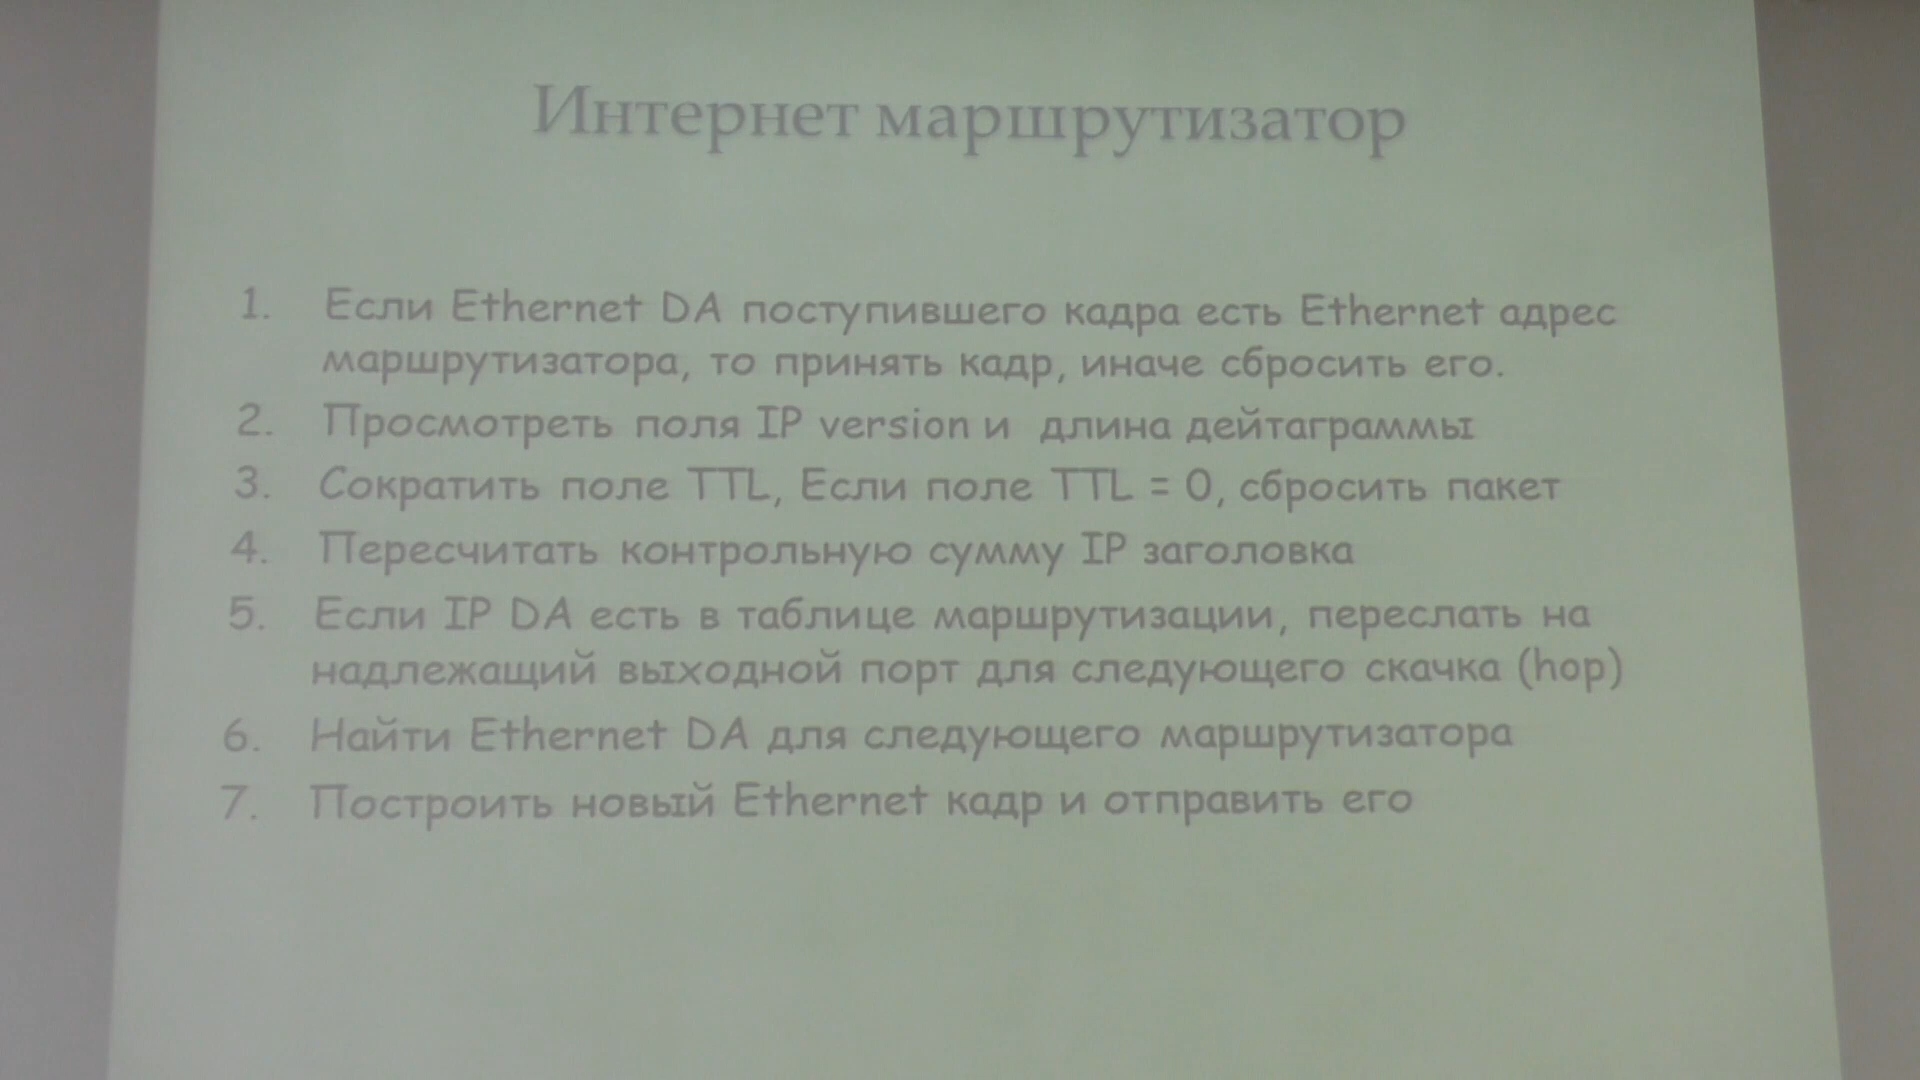 Интернет маршрутизатор
1. Если Ethernet DA поступившего кадра есть Ethernet адрес
маршрутизатора, то принять кадр, иначе сбросить его.
2. Просмотреть поля IP version и длина дейтаграммы
3. Сократить поле TTL, Если поле TTL = 0, сбросить пакет
4. Пересчитать контрольную сумму IP заголовка
5. Если IP DA есть в таблице маршрутизации, переслать на
надлежащий выходной порт для следующего скачка (hop)
6. Найти Ethernet DA для следующего маршрутизатора
7. Построить новый Ethernet кадр и отправить его